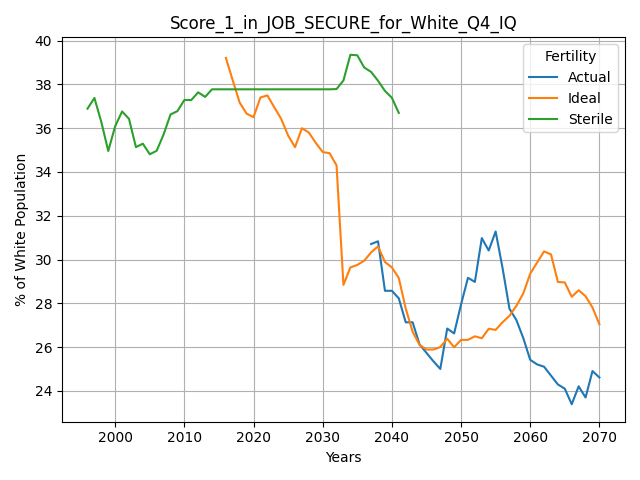 Score_1_in_JOB_SECURE_for_White_Q4_IQ
% of White Population
40
38
36
34
32
30
28
26
24
Fertility
Actual
Ideal
Sterile
2000
2010
2020
2030
2040
2050
2060
2070
Years